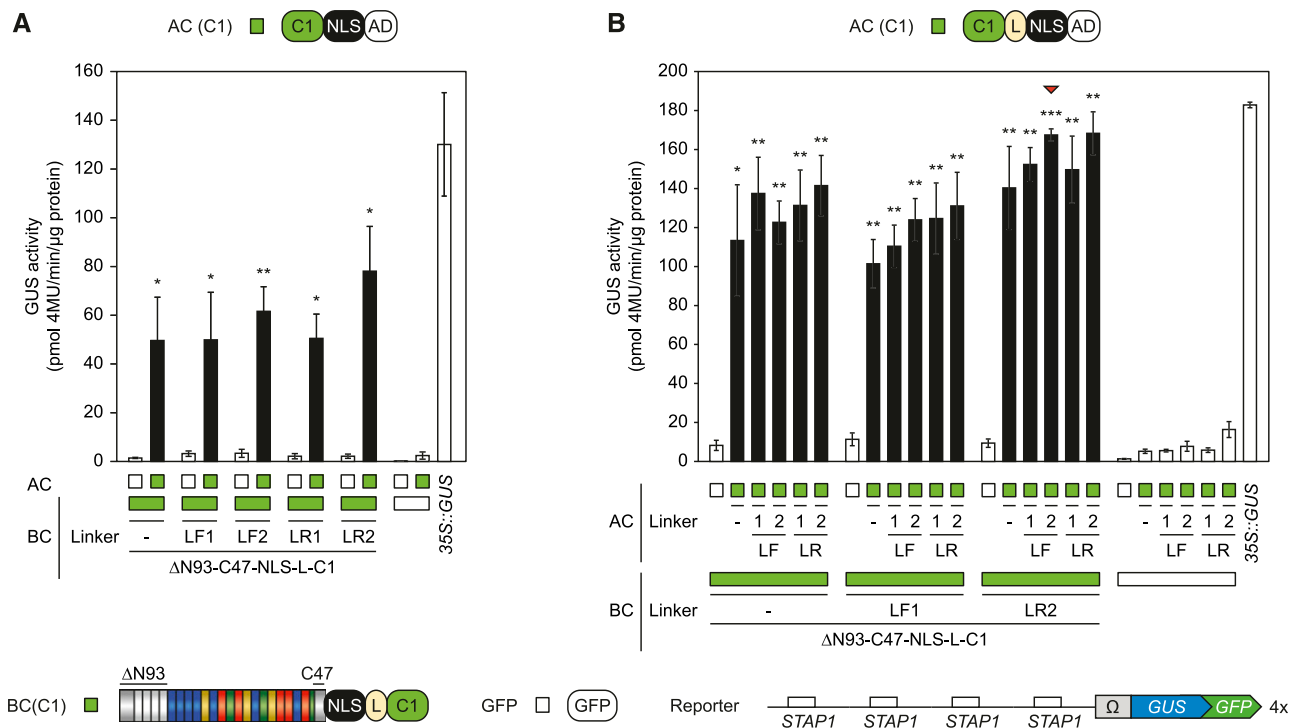 A
AC (C1) C1 NLS AD
160
140
120
100
80
60
40
20
0
GUS activity
(pmol 4MU/min/µg protein)
* * ** * *
AC
BC Linker - LF1 LF2 LR1 LR2
ΔN93-C47-NLS-L-C1
35S::GUS
B
AC (C1) C1 L NLS AD
200
180
160
140
120
100
80
60
40
20
0
GUS activity
(pmol 4MU/min/µg protein)
* ** ** ** ** ** ** ** ** ** ** ** *** ** **
AC Linker - 1 2 1 2 - 1 2 1 2 - 1 2 1 2 - 1 2 1 2
LF LR LF LR LF LR LF LR
35S::GUS
BC Linker - LF1 LR2
ΔN93-C47-NLS-L-C1
ΔN93 C47
BC(C1) NLS L C1
GFP GFP
Reporter STAP1 STAP1 STAP1 STAP1 Ω GUS GFP 4x